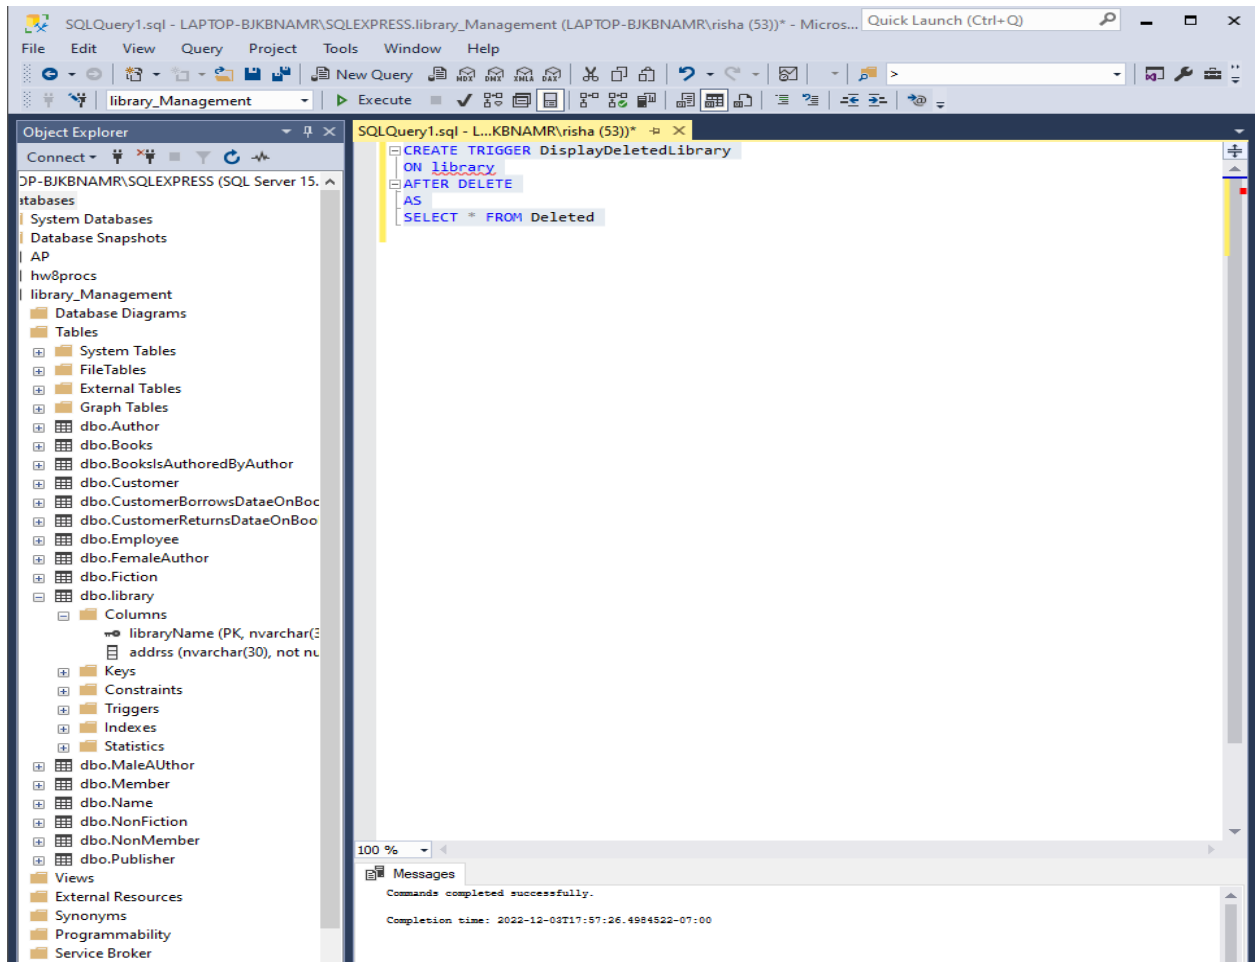 SQLQuery1.sql - LAPTOP-BJKBNAMR\SQLEXPRESS.library_Management (LAPTOP-BJKBNAMR\risha (53))* - Micros...
Quick Launch (Ctrl+Q)
File Edit View Query Project Tools Window Help
New Query MDX DMX XMLA DAX >
library_Management Execute
Object Explorer
Connect
OP-BJKBNAMR\SQLEXPRESS (SQL Server 15.
atabases
System Databases
Database Snapshots
AP
hw8procs
library_Management
Database Diagrams
Tables
System Tables
FileTables
External Tables
Graph Tables
dbo.Author
dbo.Books
dbo.BooksIsAuthoredByAuthor
dbo.Customer
dbo.CustomerBorrowsDataeOnBoc
dbo.CustomerReturnsDataeOnBoo
dbo.Employee
dbo.FemaleAuthor
dbo.Fiction
dbo.library
Columns
libraryName (PK, nvarchar(3
addrss (nvarchar(30), not nu
Keys
Constraints
Triggers
Indexes
Statistics
dbo.MaleAUthor
dbo.Member
dbo.Name
dbo.NonFiction
dbo.NonMember
dbo.Publisher
Views
External Resources
Synonyms
Programmability
Service Broker
SQLQuery1.sql - L...KBNAMR\risha (53))*
CREATE TRIGGER DisplayDeletedLibrary
ON library
AFTER DELETE
AS
SELECT * FROM Deleted
100 %
Messages
Commands completed successfully.
Completion time: 2022-12-03T17:57:26.4984522-07:00